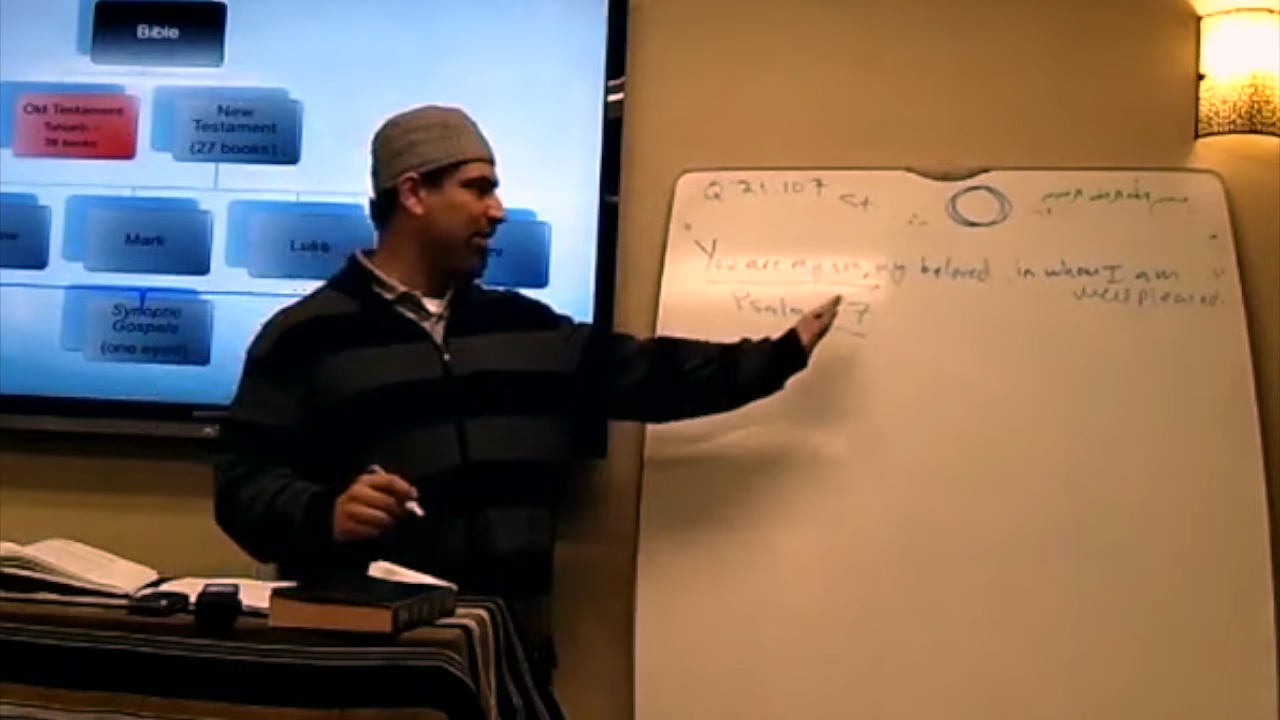 Bible
Old Testament
39 books
New
Testament
(27 books)
Mark
Luke
Synoptic
Gospels
(one eyed)
Q 21:107
You are my son, my beloved in whom I am
well pleased.
Psalm 7